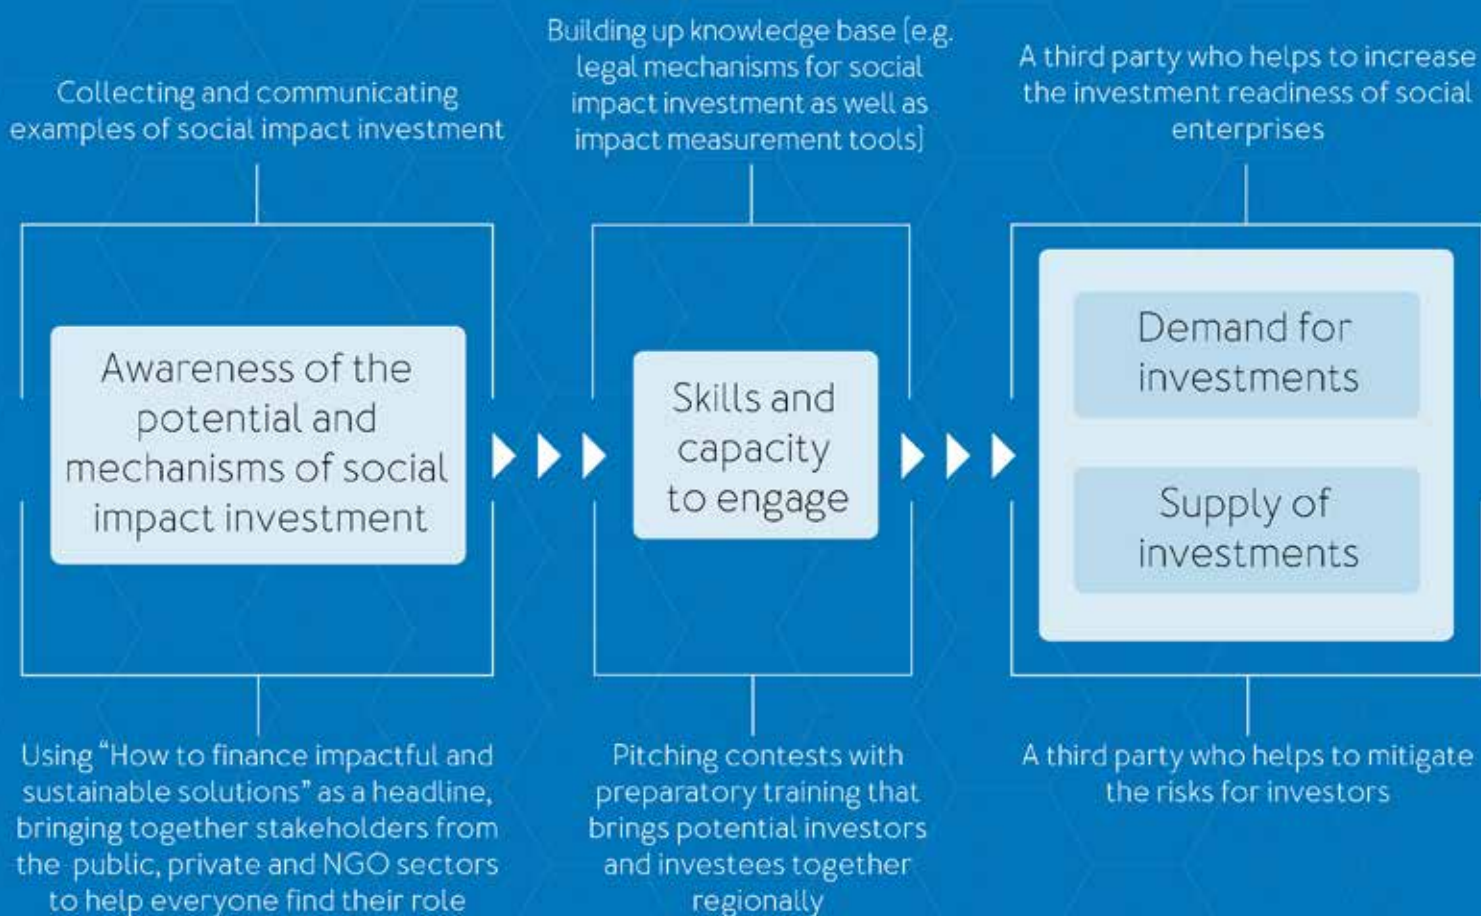 Collecting and communicating
examples of social impact investment
Building up knowledge base [e.g.
legal mechanisms for social
impact investment as well as
impact measurement tools]
A third party who helps to increase
the investment readiness of social
enterprises
Awareness of the
potential and
mechanisms of social
impact investment
Skills and
capacity
to engage
Demand for
investments
Supply of
investments
Using “How to finance impactful and
sustainable solutions” as a headline,
bringing together stakeholders from
the public, private and NGO sectors
to help everyone find their role
Pitching contests with
preparatory training that
brings potential investors
and investees together
regionally
A third party who helps to mitigate
the risks for investors